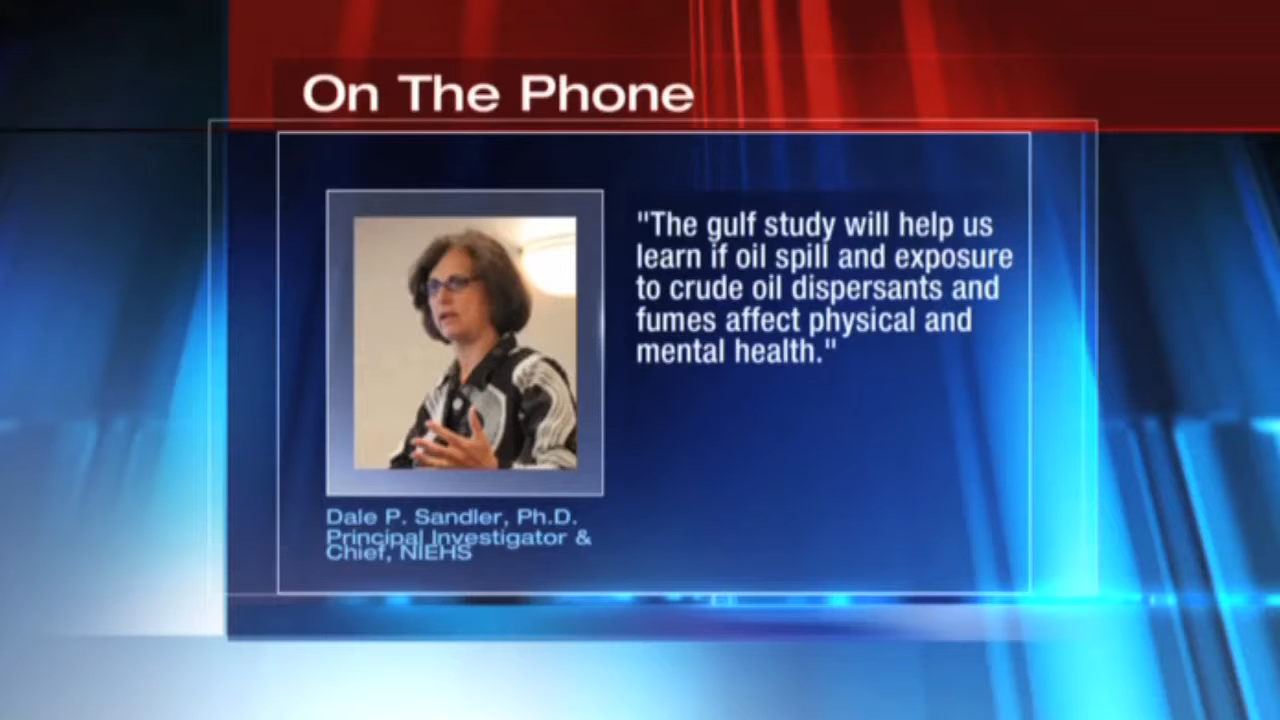 On The Phone
"The gulf study will help us
learn if oil spill and exposure
to crude oil dispersants and
fumes affect physical and
mental health."
Dale P. Sandler, Ph.D.
Principal Investigator &
Chief, NIEHS